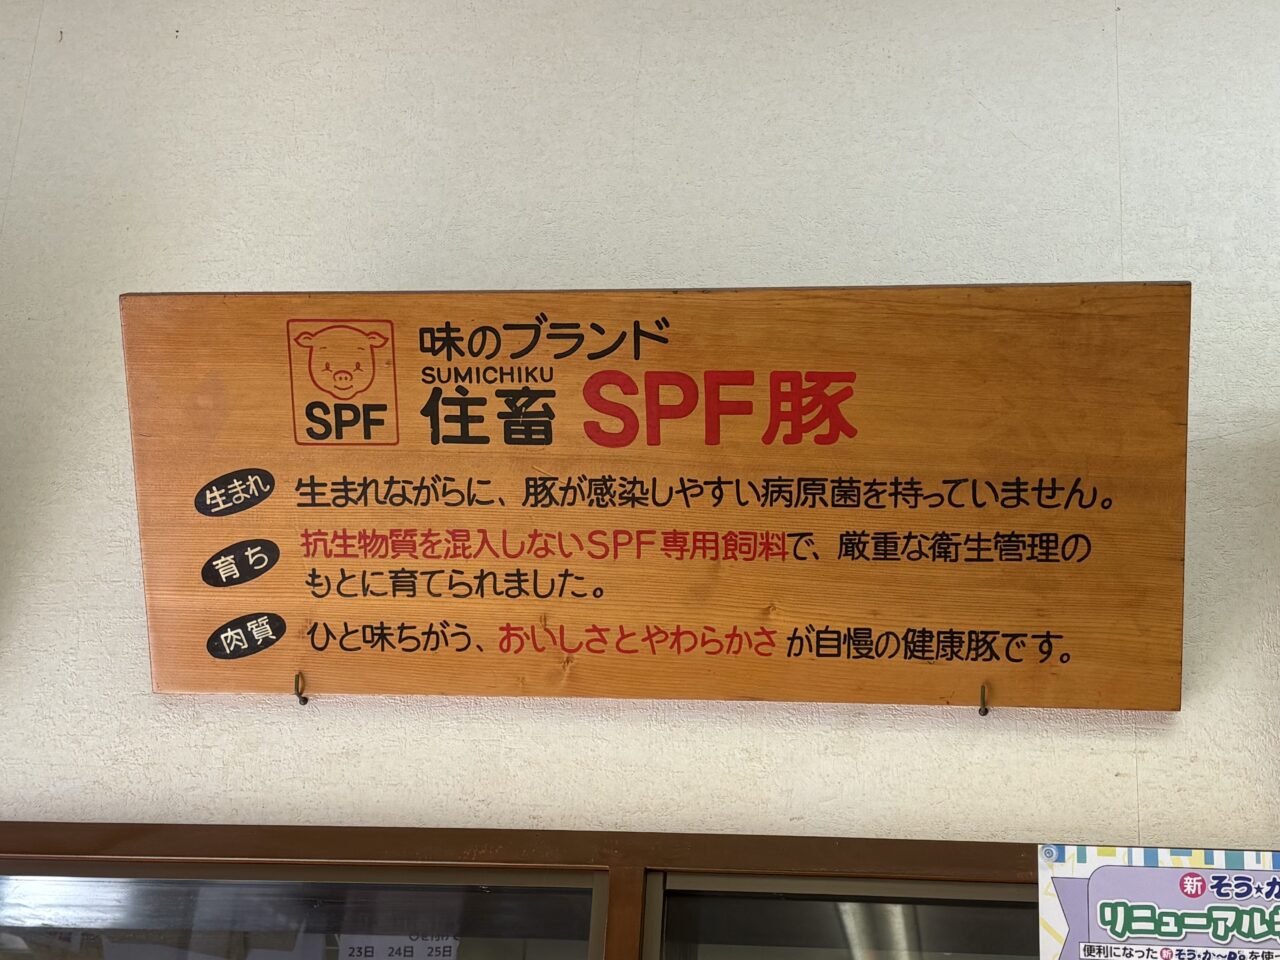 味のブランド
SUMICHIKU
住畜 SPF豚
SPF
生まれ 生まれながらに、豚が感染しやすい病原菌を持っていません。
育ち 抗生物質を混入しないSPF専用飼料で、厳重な衛生管理の
もとに育てられました。
肉質 ひと味ちがう、おいしさとやわらかさが自慢の健康豚です。
23日 24日 25日
新 そう★か
リニューアル
便利になった 新 そう・か〜Po を使